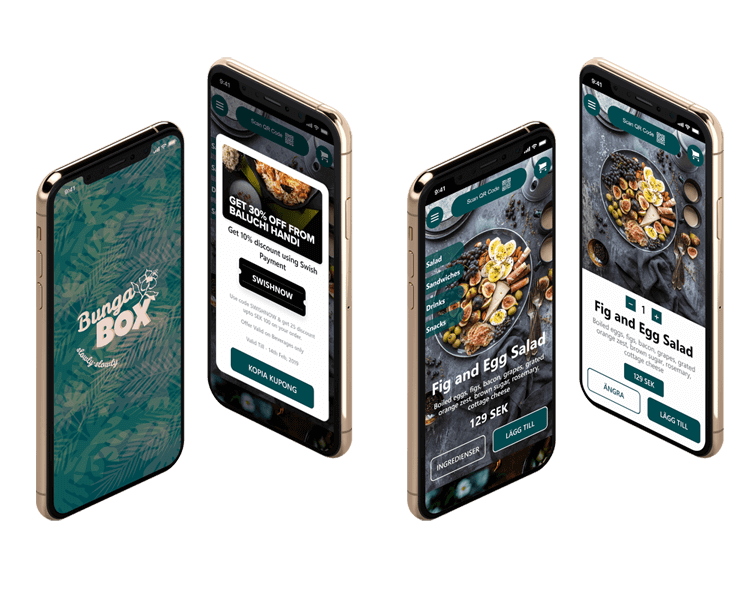 9:41
Bunga
BOX
slowly slowly
9:41
Scan QR Code
GET 30% OFF FROM
BALUCHI HANDI
Get 10% discount using Swish
Payment
SWISHNOW
Use code SWISHNOW & get 25 discount
upto SEK 100 on your order.
Offer Valid on Beverages only
Valid Till : 14th Feb, 2019
KOPIA KUPONG
9:41
Scan QR Code
Salad
Sandwiches
Drinks
Snacks
Fig and Egg Salad
Boiled eggs, figs, bacon, grapes, grated
orange zest, brown sugar, rosemary,
cottage cheese
129 SEK
INGREDIENSER
LÄGG TILL
9:41
Scan QR Code
- 1 +
Fig and Egg Salad
Boiled eggs, figs, bacon, grapes, grated
orange zest, brown sugar, rosemary,
cottage cheese
129 SEK
ÄNGRA
LÄGG TILL